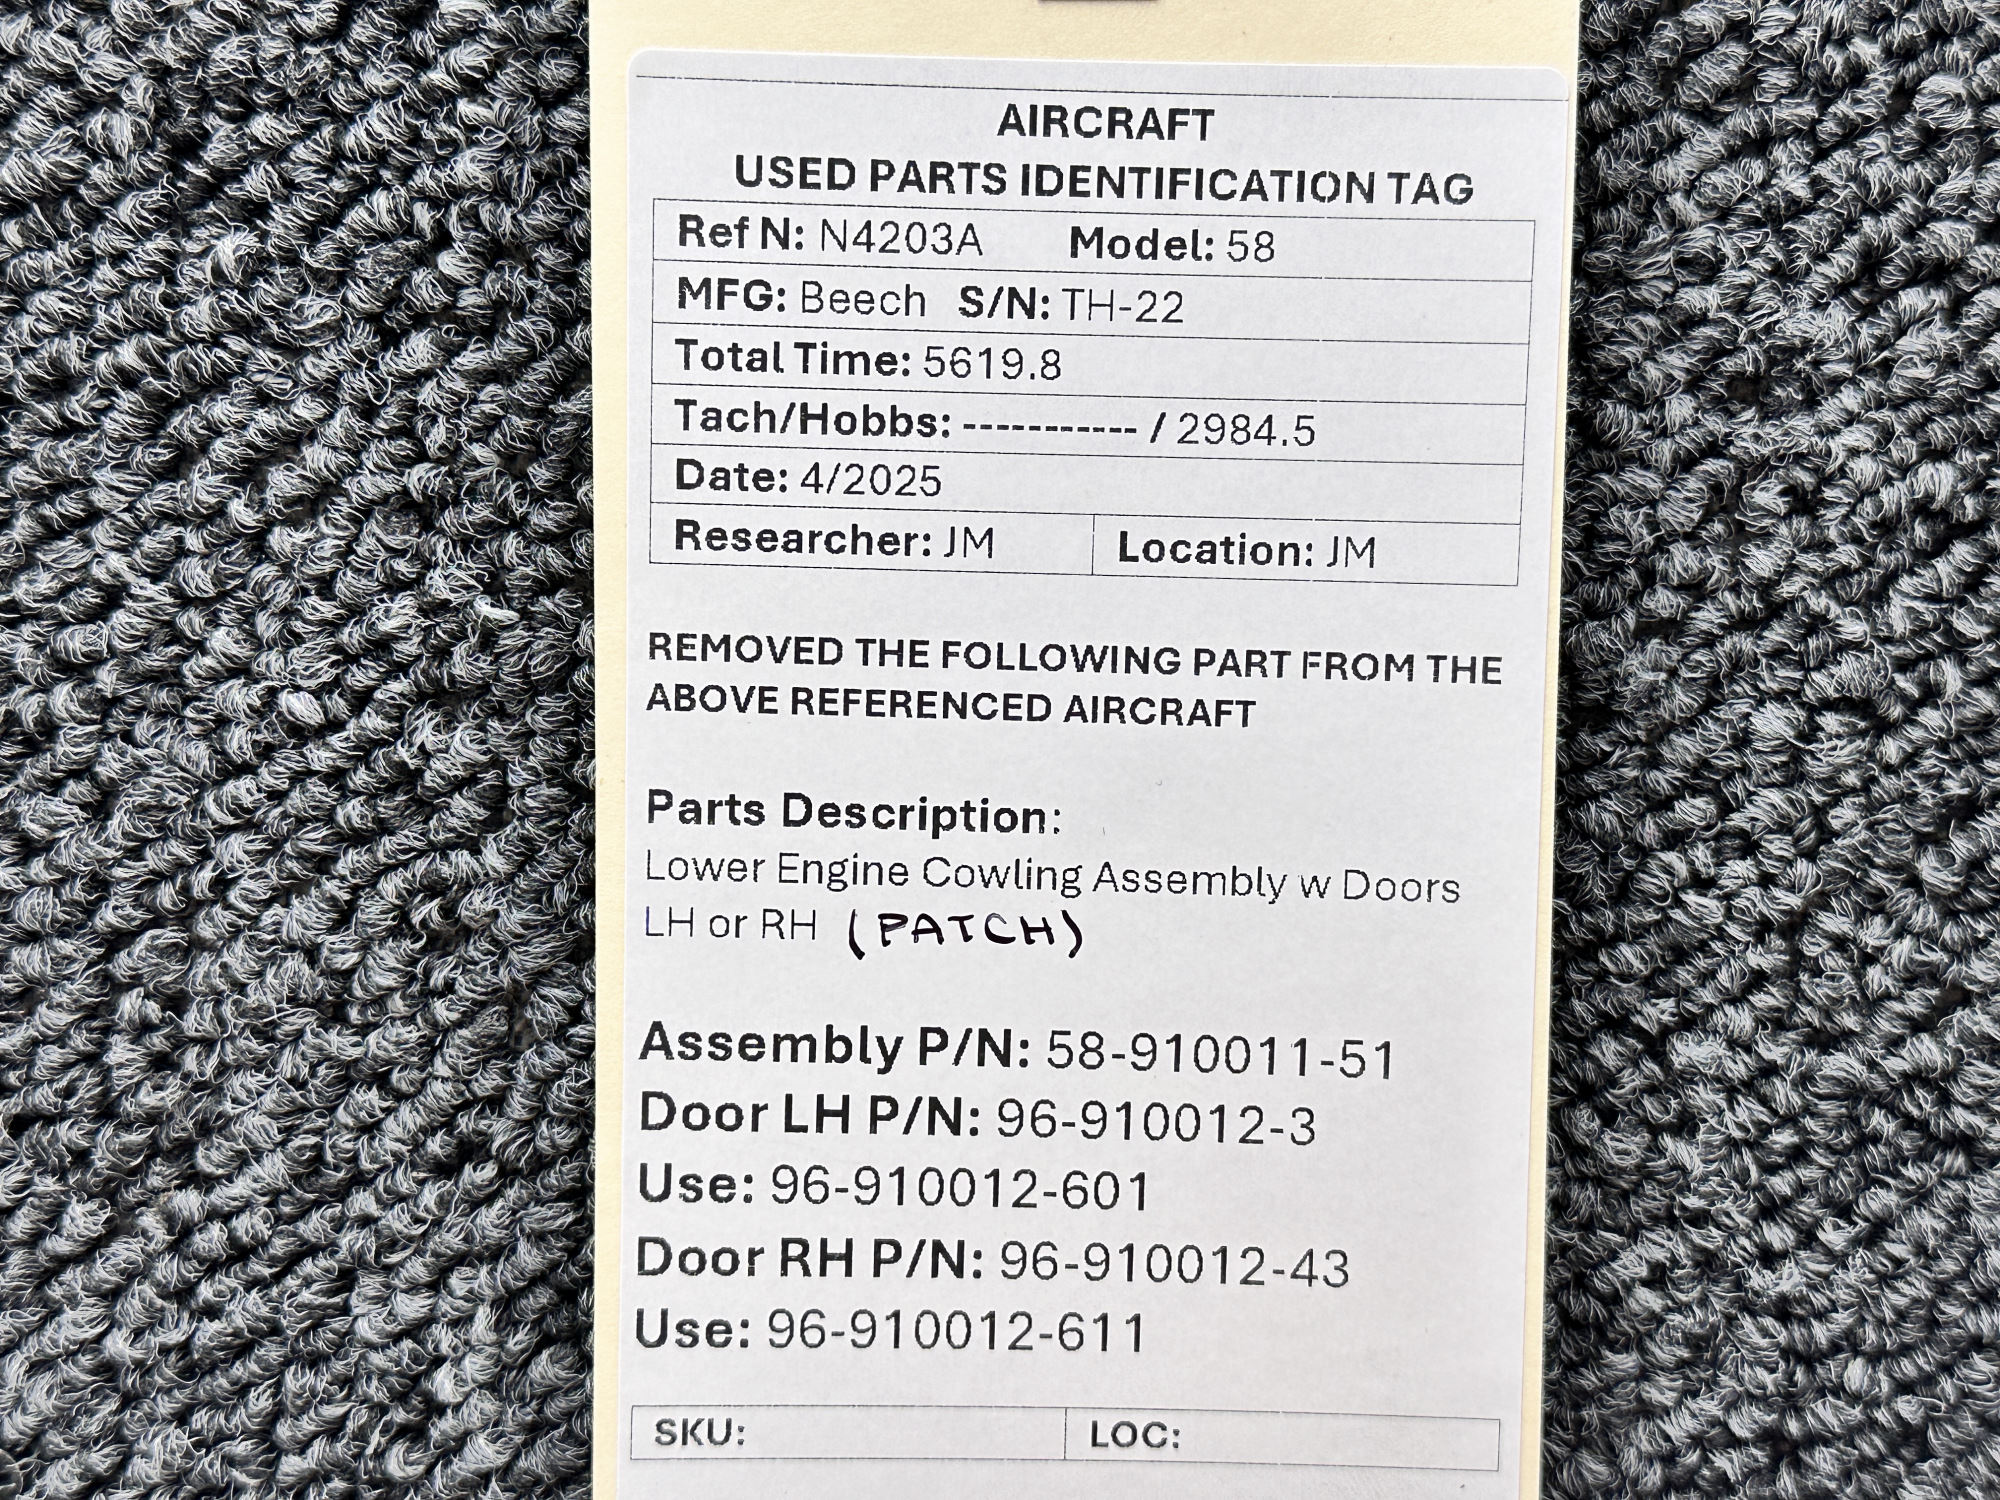 AIRCRAFT
USED PARTS IDENTIFICATION TAG
Ref N: N4203A Model: 58
MFG: Beech S/N: TH-22
Total Time: 5619.8
Tach/Hobbs: ----------- / 2984.5
Date: 4/2025
Researcher: JM Location: JM
REMOVED THE FOLLOWING PART FROM THE
ABOVE REFERENCED AIRCRAFT
Parts Description:
Lower Engine Cowling Assembly w Doors
LH or RH (PATCH)
Assembly P/N: 58-910011-51
Door LH P/N: 96-910012-3
Use: 96-910012-601
Door RH P/N: 96-910012-43
Use: 96-910012-611
SKU: LOC: